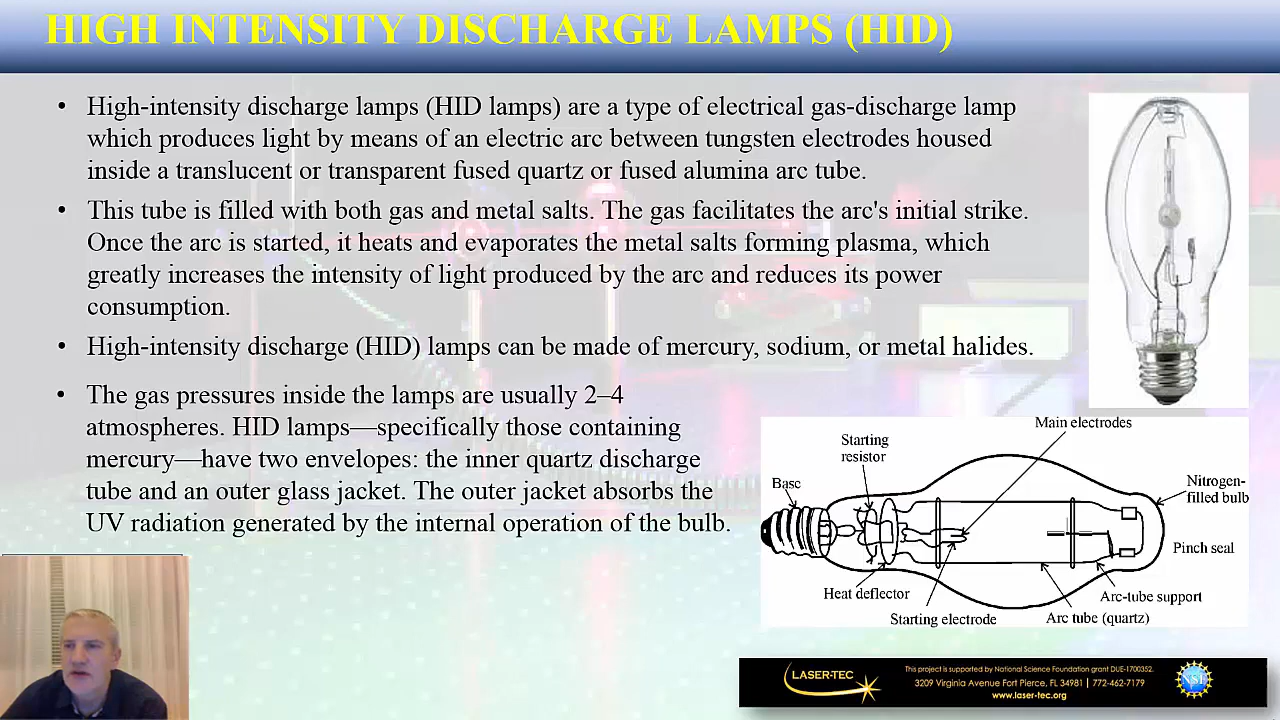 HIGH INTENSITY DISCHARGE LAMPS (HID)
• High-intensity discharge lamps (HID lamps) are a type of electrical gas-discharge lamp
which produces light by means of an electric arc between tungsten electrodes housed
inside a translucent or transparent fused quartz or fused alumina arc tube.
• This tube is filled with both gas and metal salts. The gas facilitates the arc's initial strike.
Once the arc is started, it heats and evaporates the metal salts forming plasma, which
greatly increases the intensity of light produced by the arc and reduces its power
consumption.
• High-intensity discharge (HID) lamps can be made of mercury, sodium, or metal halides.
• The gas pressures inside the lamps are usually 2–4
atmospheres. HID lamps—specifically those containing
mercury—have two envelopes: the inner quartz discharge
tube and an outer glass jacket. The outer jacket absorbs the
UV radiation generated by the internal operation of the bulb.
Main electrodes
Starting
resistor
Base
Nitrogen-
filled bulb
Pinch seal
Heat deflector
Arc-tube support
Starting electrode
Arc tube (quartz)
LASER-TEC
This project is supported by National Science Foundation grant DUE-1700352.
3209 Virginia Avenue Fort Pierce, FL 34981 | 772-462-7179
www.laser-tec.org
NSF